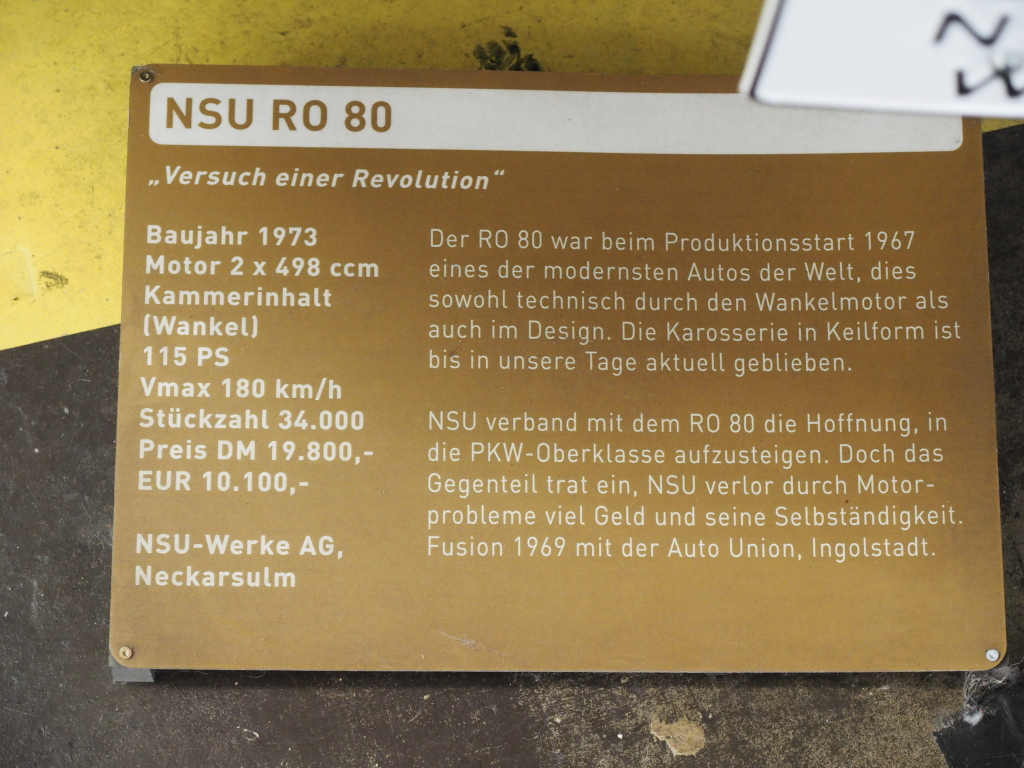 NSU RO 80
„Versuch einer Revolution“
Baujahr 1973
Motor 2 x 498 ccm
Kammerinhalt
(Wankel)
115 PS
Vmax 180 km/h
Stückzahl 34.000
Preis DM 19.800,-
EUR 10.100,-
NSU-Werke AG,
Neckarsulm
Der RO 80 war beim Produktionsstart 1967
eines der modernsten Autos der Welt, dies
sowohl technisch durch den Wankelmotor als
auch im Design. Die Karosserie in Keilform ist
bis in unsere Tage aktuell geblieben.
NSU verband mit dem RO 80 die Hoffnung, in
die PKW-Oberklasse aufzusteigen. Doch das
Gegenteil trat ein, NSU verlor durch Motor-
probleme viel Geld und seine Selbständigkeit.
Fusion 1969 mit der Auto Union, Ingolstadt.